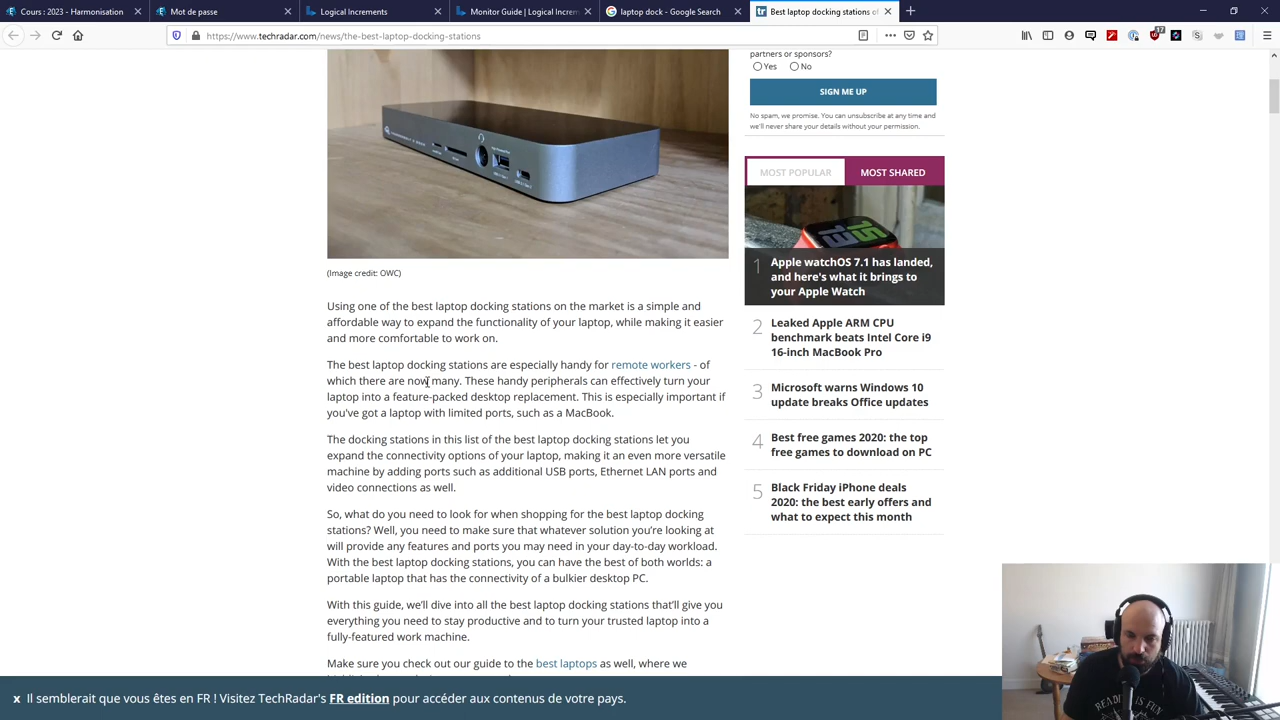 Cours : 2023 - Harmonisation
Mot de passe
Logical Increments
Monitor Guide | Logical Increm
laptop dock - Google Search
Best laptop docking stations of
https://www.techradar.com/news/the-best-laptop-docking-stations
partners or sponsors?
Yes No
SIGN ME UP
No spam, we promise. You can unsubscribe at any time and
we'll never share your details without your permission.
MOST POPULAR
MOST SHARED
1
Apple watchOS 7.1 has landed,
and here's what it brings to
your Apple Watch
2
Leaked Apple ARM CPU
benchmark beats Intel Core i9
16-inch MacBook Pro
3
Microsoft warns Windows 10
update breaks Office updates
4
Best free games 2020: the top
free games to download on PC
5
Black Friday iPhone deals
2020: the best early offers and
what to expect this month
(Image credit: OWC)
Using one of the best laptop docking stations on the market is a simple and
affordable way to expand the functionality of your laptop, while making it easier
and more comfortable to work on.
The best laptop docking stations are especially handy for remote workers - of
which there are now many. These handy peripherals can effectively turn your
laptop into a feature-packed desktop replacement. This is especially important if
you've got a laptop with limited ports, such as a MacBook.
The docking stations in this list of the best laptop docking stations let you
expand the connectivity options of your laptop, making it an even more versatile
machine by adding ports such as additional USB ports, Ethernet LAN ports and
video connections as well.
So, what do you need to look for when shopping for the best laptop docking
stations? Well, you need to make sure that whatever solution you're looking at
will provide any features and ports you may need in your day-to-day workload.
With the best laptop docking stations, you can have the best of both worlds: a
portable laptop that has the connectivity of a bulkier desktop PC.
With this guide, we'll dive into all the best laptop docking stations that'll give you
everything you need to stay productive and to turn your trusted laptop into a
fully-featured work machine.
Make sure you check out our guide to the best laptops as well, where we
x Il semblerait que vous êtes en FR ! Visitez TechRadar's FR edition pour accéder aux contenus de votre pays.